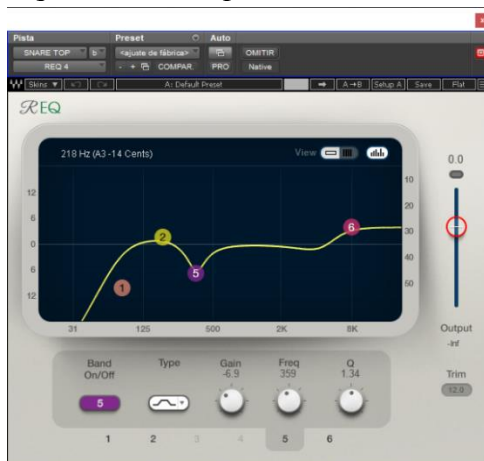 Pista Preset Auto
SNARE TOP b <ajuste de fábrica> OMITIR
REQ 4 - + COMPAR. PRO Native
Skins A: Default Preset A→B Setup A Save Flat
REQ
218 Hz (A3 -14 Cents) View
0.0
12 6 0 6 12
10 20 30 40 60
1 2 5 6
31 125 500 2K 8K
Output
-Inf
Trim
12.0
Band On/Off Type Gain Freq Q
-6.9 359 1.34
5
1 2 3 4 5 6